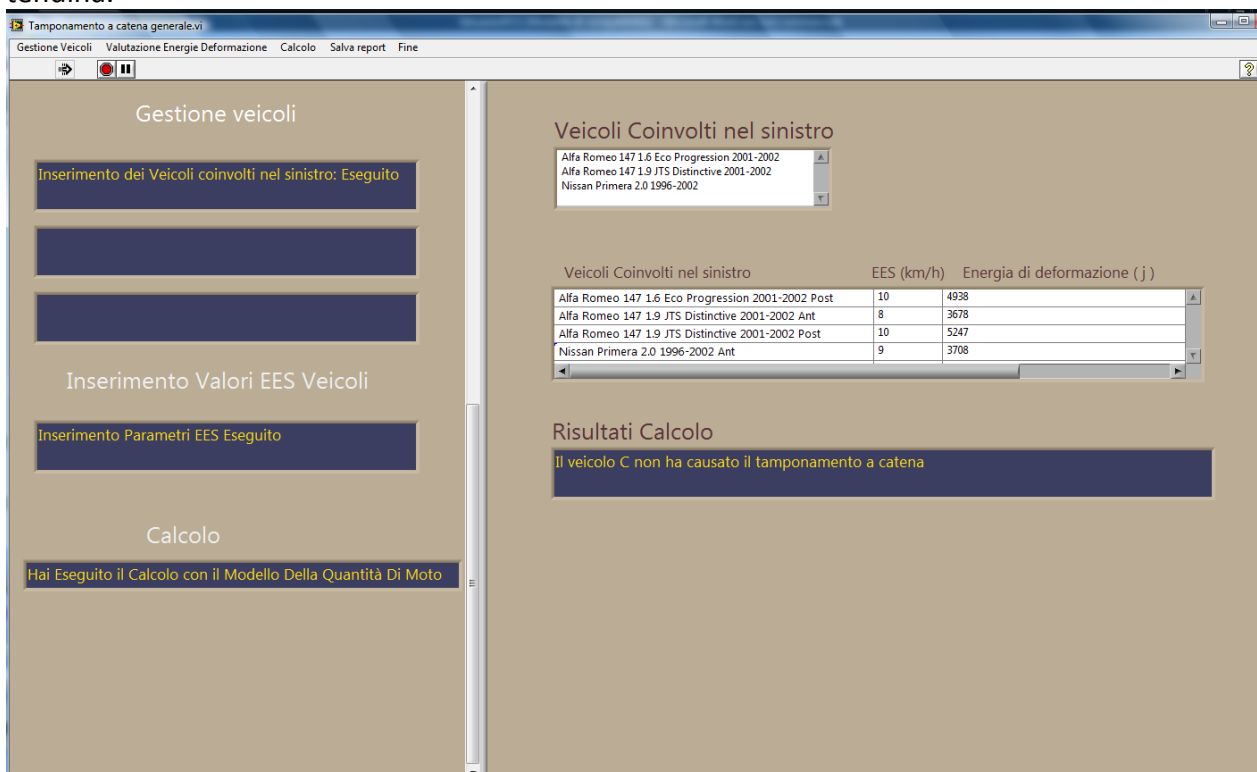 tendina.
Tamponamento a catena generale.vi
Gestione Veicoli Valutazione Energie Deformazione Calcolo Salva report Fine
Gestione veicoli
Inserimento dei Veicoli coinvolti nel sinistro: Eseguito
Inserimento Valori EES Veicoli
Inserimento Parametri EES Eseguito
Calcolo
Hai Eseguito il Calcolo con il Modello Della Quantità Di Moto
Veicoli Coinvolti nel sinistro
Alfa Romeo 147 1.6 Eco Progression 2001-2002
Alfa Romeo 147 1.9 JTS Distinctive 2001-2002
Nissan Primera 2.0 1996-2002
Veicoli Coinvolti nel sinistro EES (km/h) Energia di deformazione ( j )
Alfa Romeo 147 1.6 Eco Progression 2001-2002 Post 10 4938
Alfa Romeo 147 1.9 JTS Distinctive 2001-2002 Ant 8 3678
Alfa Romeo 147 1.9 JTS Distinctive 2001-2002 Post 10 5247
Nissan Primera 2.0 1996-2002 Ant 9 3708
Risultati Calcolo
Il veicolo C non ha causato il tamponamento a catena